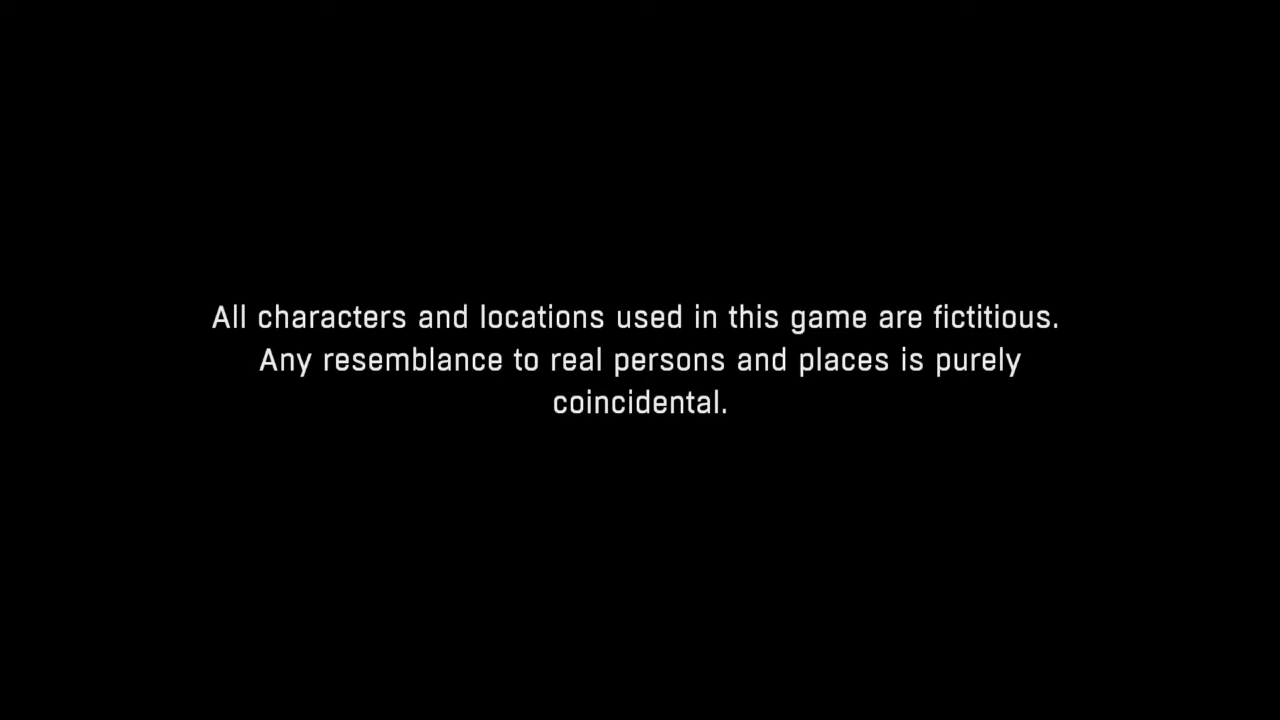 All characters and locations used in this game are fictitious.
Any resemblance to real persons and places is purely
coincidental.